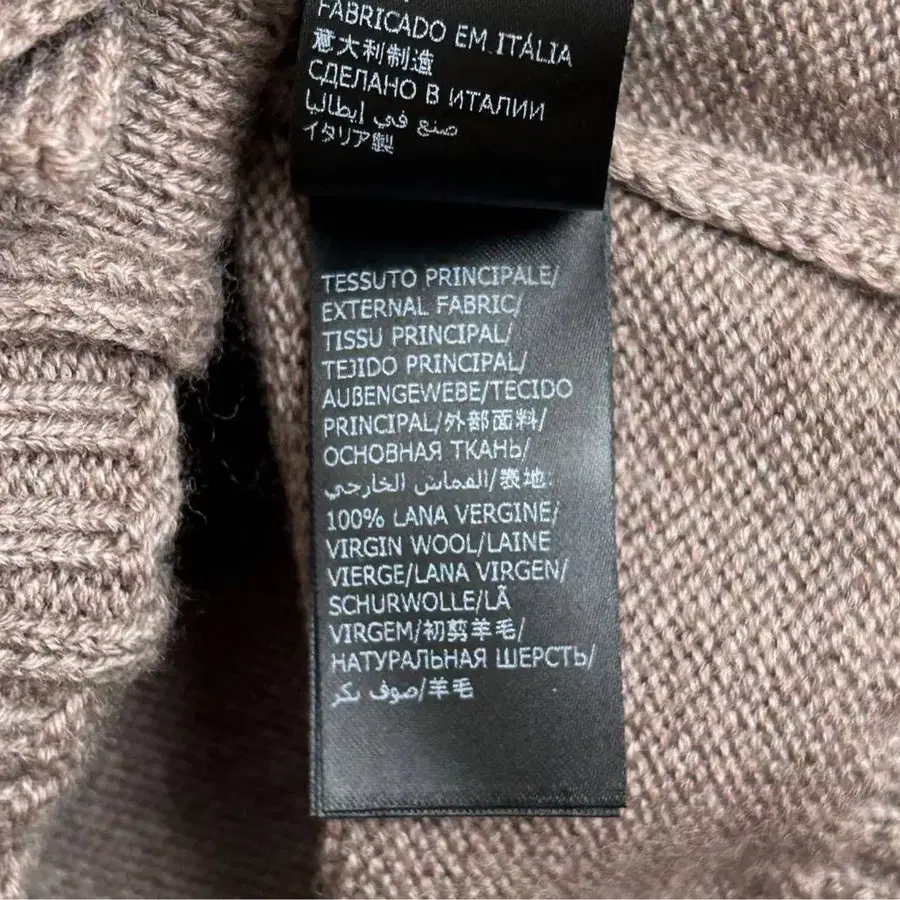 FABRICADO EM ITÁLIA
意大利制造
СДЕЛАНО В ИТАЛИИ
صنع في إيطاليا
イタリア製
TESSUTO PRINCIPALE/
EXTERNAL FABRIC/
TISSU PRINCIPAL/
TEJIDO PRINCIPAL/
AUßENGEWEBE/TECIDO
PRINCIPAL/外部面料/
ОСНОВНАЯ ТКАНЬ/
القماش الخارجي/表地:
100% LANA VERGINE/
VIRGIN WOOL/LAINE
VIERGE/LANA VIRGEN/
SCHURWOLLE/LÃ
VIRGEM/初剪羊毛/
НАТУРАЛЬНАЯ ШЕРСТЬ/
صوف بكر/羊毛